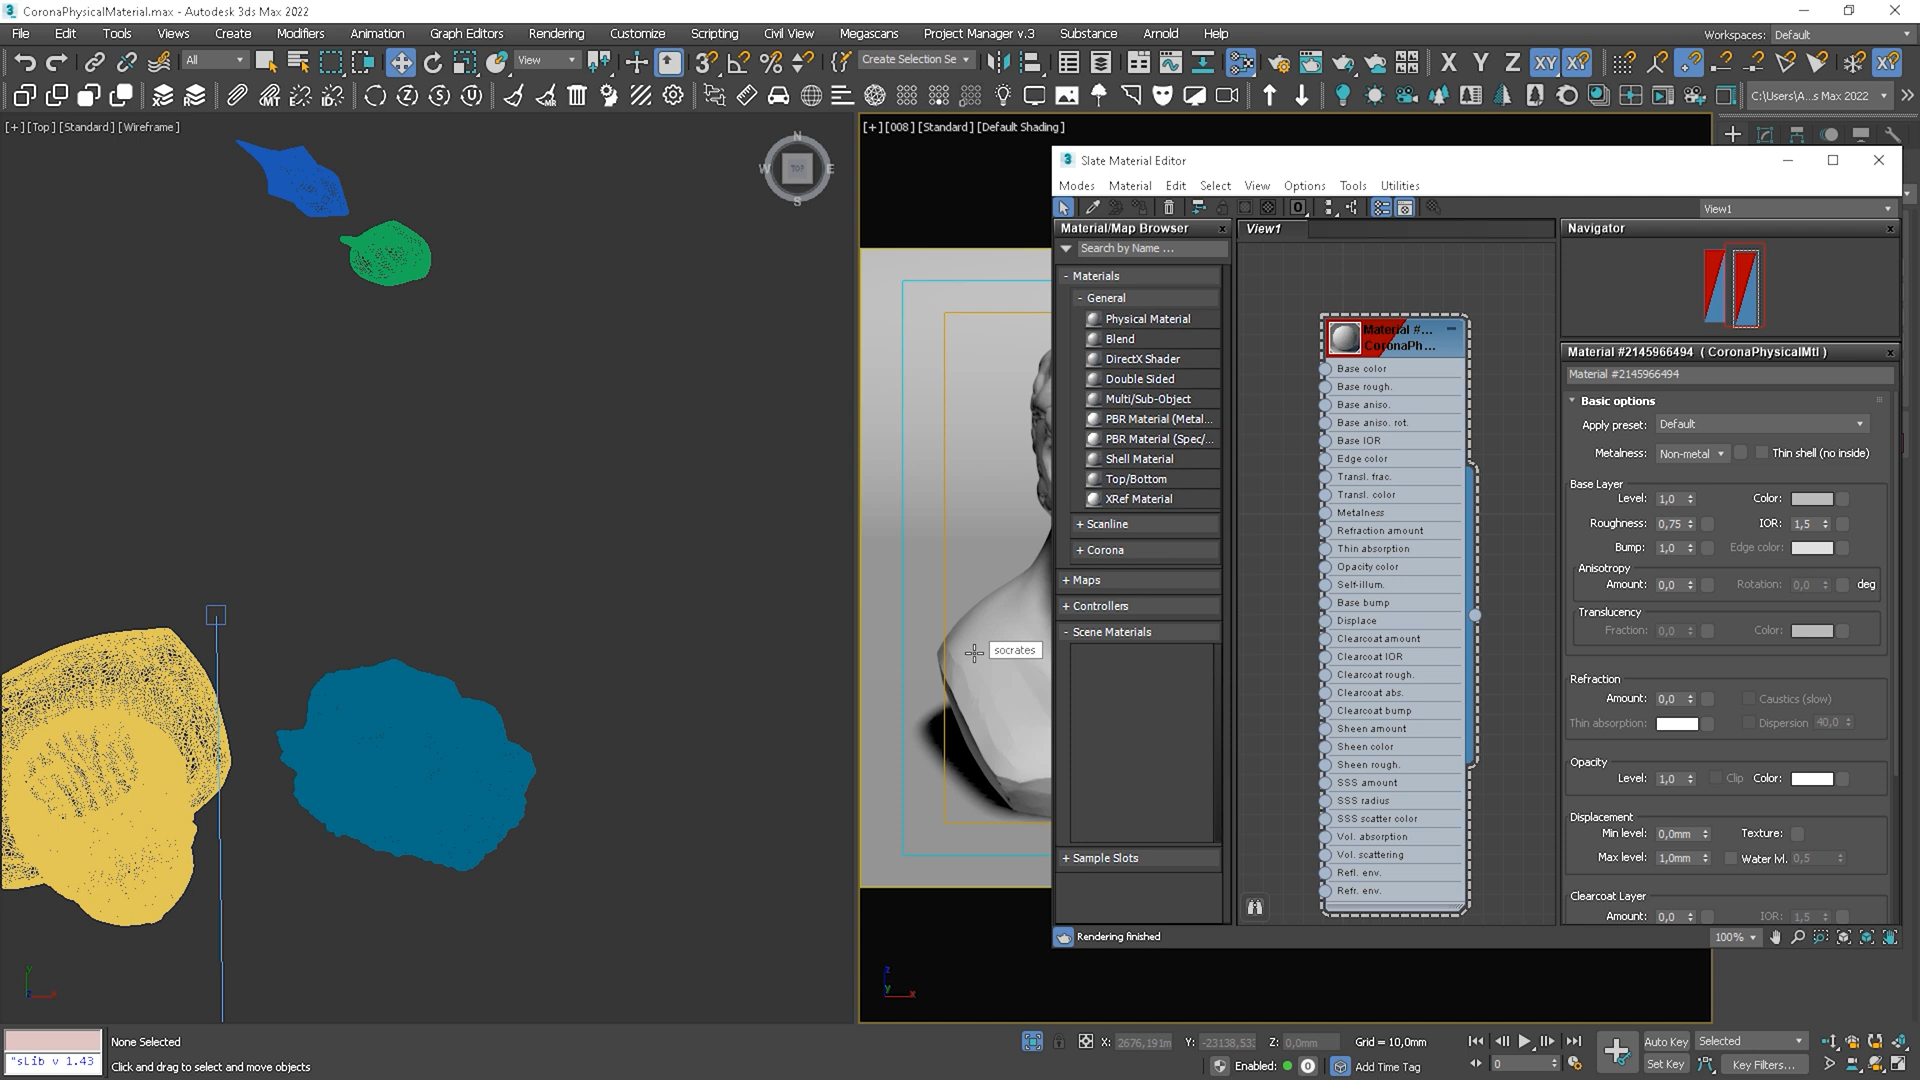 CoronaPhysicalMaterial.max - Autodesk 3ds Max 2022
File Edit Tools Views Create Modifiers Animation Graph Editors Rendering Customize Scripting Civil View Megascans Project Manager v.3 Substance Arnold Help
Workspaces: Default
All View Create Selection Se X Y Z XY XY
C:\Users\A...s Max 2022
[+] [Top] [Standard] [Wireframe]
[+] [008] [Standard] [Default Shading]
N
W TOP E
S
socrates
Slate Material Editor
Modes Material Edit Select View Options Tools Utilities
View1
Material/Map Browser
Search by Name ...
- Materials
- General
Physical Material
Blend
DirectX Shader
Double Sided
Multi/Sub-Object
PBR Material (Metal...
PBR Material (Spec/...
Shell Material
Top/Bottom
XRef Material
+ Scanline
+ Corona
+ Maps
+ Controllers
- Scene Materials
+ Sample Slots
Rendering finished
View1
Material #...
CoronaPh...
Base color
Base rough.
Base aniso.
Base aniso. rot.
Base IOR
Edge color
Transl. frac.
Transl. color
Metalness
Refraction amount
Thin absorption
Opacity color
Self-illum.
Base bump
Displace
Clearcoat amount
Clearcoat IOR
Clearcoat rough.
Clearcoat abs.
Clearcoat bump
Sheen amount
Sheen color
Sheen rough.
SSS amount
SSS radius
SSS scatter color
Vol. absorption
Vol. scattering
Refl. env.
Refr. env.
Navigator
Material #2145966494 ( CoronaPhysicalMtl )
Material #2145966494
Basic options
Apply preset: Default
Metalness: Non-metal Thin shell (no inside)
Base Layer
Level: 1,0 Color:
Roughness: 0,75 IOR: 1,5
Bump: 1,0 Edge color:
Anisotropy
Amount: 0,0 Rotation: 0,0 deg
Translucency
Fraction: 0,0 Color:
Refraction
Amount: 0,0 Caustics (slow)
Thin absorption: Dispersion 40,0
Opacity
Level: 1,0 Clip Color:
Displacement
Min level: 0,0mm Texture:
Max level: 1,0mm Water lvl. 0,5
Clearcoat Layer
Amount: 0,0 IOR: 1,5
100%
"sLib v 1.43
None Selected
Click and drag to select and move objects
X: 2676,191m Y: -23138,53 Z: 0,0mm Grid = 10,0mm
Enabled: 0 Add Time Tag
0
Auto Key Selected
Set Key Key Filters...